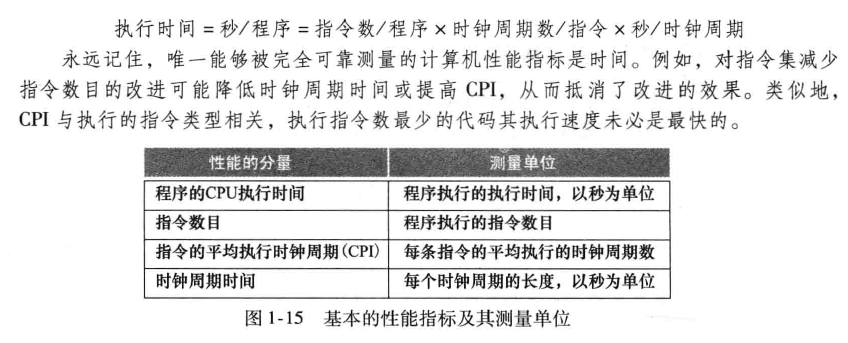 执行时间 = 秒/程序 = 指令数/程序 × 时钟周期数/指令 × 秒/时钟周期
永远记住，唯一能够被完全可靠测量的计算机性能指标是时间。例如，对指令集减少
指令数目的改进可能降低时钟周期时间或提高 CPI，从而抵消了改进的效果。类似地，
CPI 与执行的指令类型相关，执行指令数最少的代码其执行速度未必是最快的。
性能的分量 测量单位
程序的CPU执行时间 程序执行的执行时间，以秒为单位
指令数目 程序执行的指令数目
指令的平均执行时钟周期(CPI) 每条指令的平均执行的时钟周期数
时钟周期时间 每个时钟周期的长度，以秒为单位
图 1-15 基本的性能指标及其测量单位